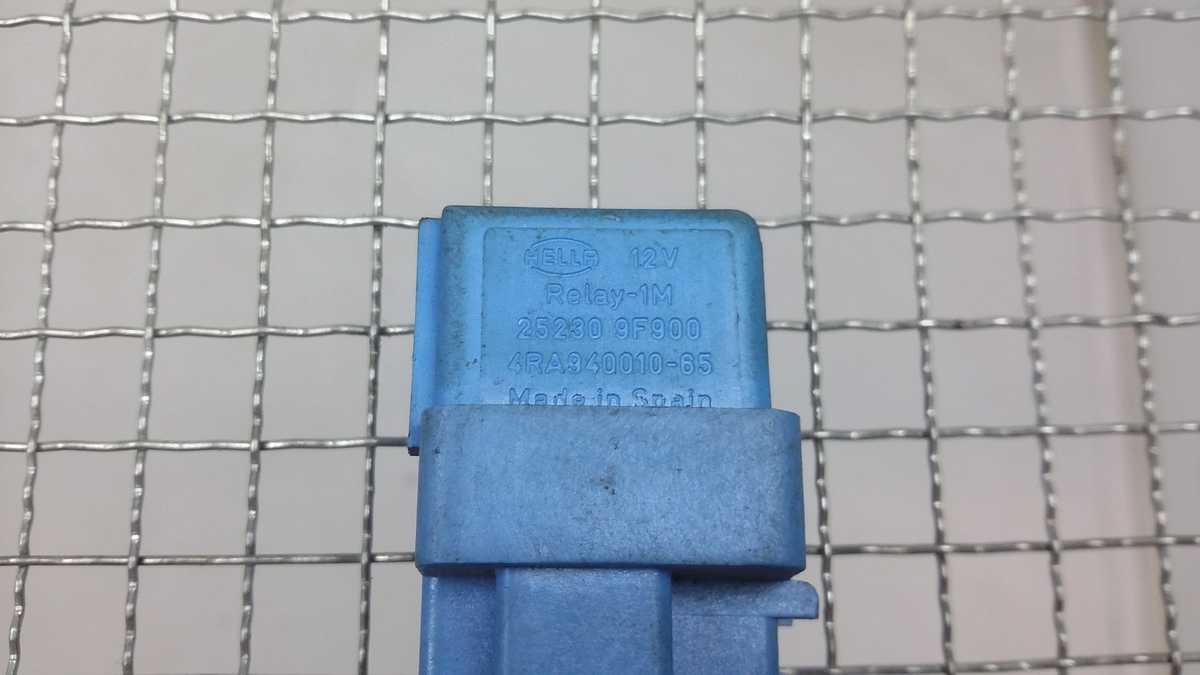 HELLA 12V
Relay-1M
25230 9F900
4RA940010-65
Made in Spain